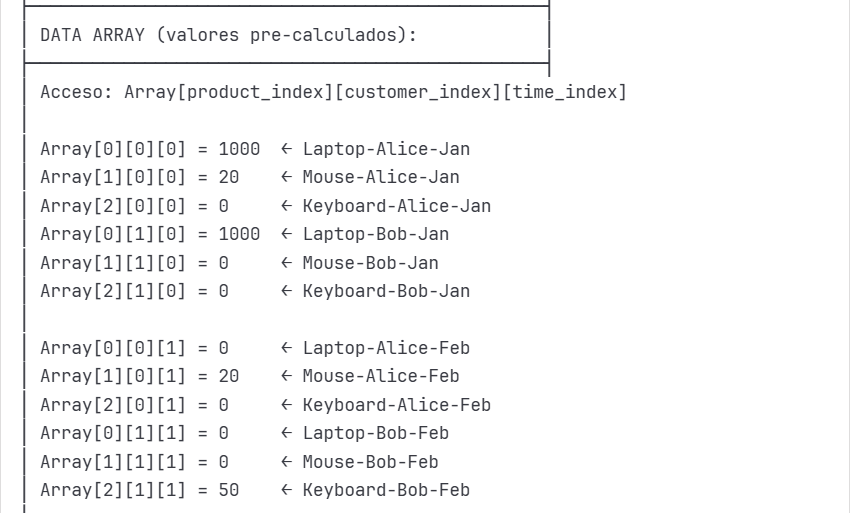 DATA ARRAY (valores pre-calculados):
Acceso: Array[product_index][customer_index][time_index]
Array[0][0][0] = 1000  ← Laptop-Alice-Jan
Array[1][0][0] = 20    ← Mouse-Alice-Jan
Array[2][0][0] = 0     ← Keyboard-Alice-Jan
Array[0][1][0] = 1000  ← Laptop-Bob-Jan
Array[1][1][0] = 0     ← Mouse-Bob-Jan
Array[2][1][0] = 0     ← Keyboard-Bob-Jan
Array[0][0][1] = 0     ← Laptop-Alice-Feb
Array[1][0][1] = 20    ← Mouse-Alice-Feb
Array[2][0][1] = 0     ← Keyboard-Alice-Feb
Array[0][1][1] = 0     ← Laptop-Bob-Feb
Array[1][1][1] = 0     ← Mouse-Bob-Feb
Array[2][1][1] = 50    ← Keyboard-Bob-Feb